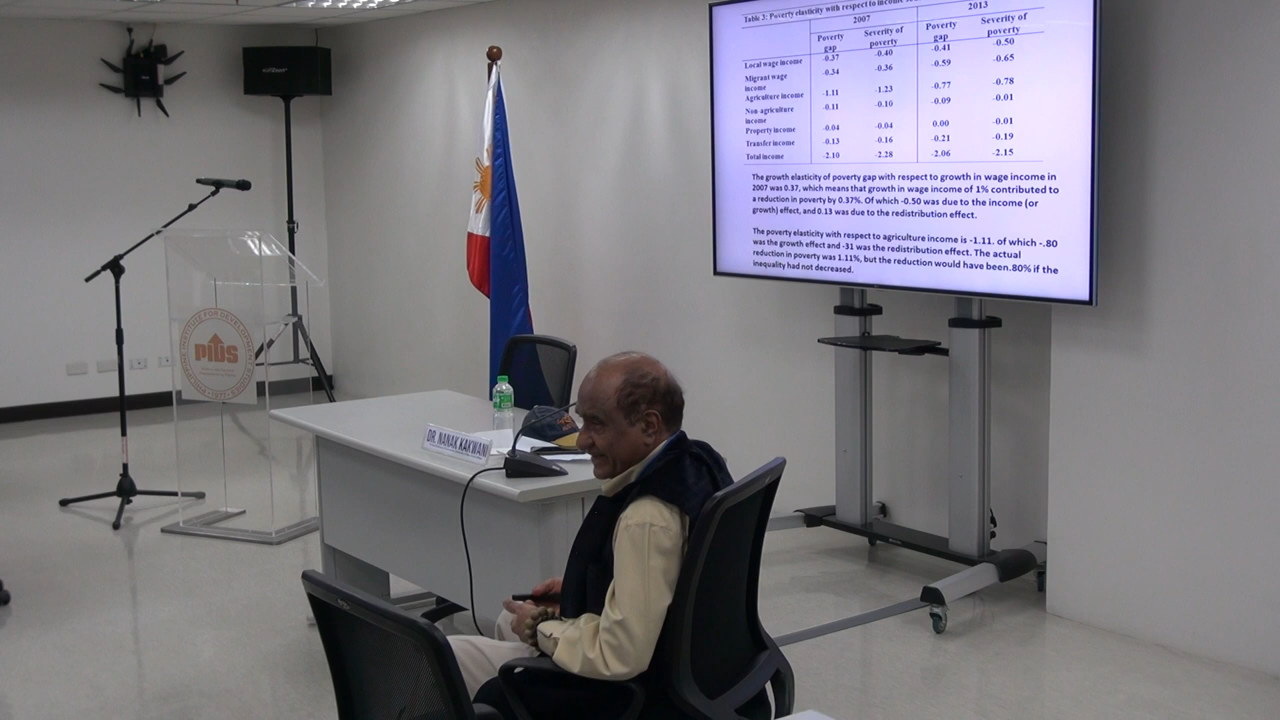 Table 3: Poverty elasticity with respect to income
2007 2013
Poverty gap Severity of poverty Poverty gap Severity of poverty
Local wage income -0.37 -0.40 -0.41 -0.50
Migrant wage income -0.34 -0.36 -0.59 -0.65
Agriculture income -1.11 -1.23 -0.77 -0.78
Non-agriculture income -0.11 -0.10 -0.09 -0.01
Property income -0.04 -0.04 0.00 -0.01
Transfer income -0.13 -0.16 -0.21 -0.19
Total income -2.10 -2.28 -2.06 -2.15
The growth elasticity of poverty gap with respect to growth in wage income in
2007 was 0.37, which means that growth in wage income of 1% contributed to
a reduction in poverty by 0.37%. Of which -0.50 was due to the income (or
growth) effect, and 0.13 was due to the redistribution effect.
The poverty elasticity with respect to agriculture income is -1.11. of which -.80
was the growth effect and -31 was the redistribution effect. The actual
reduction in poverty was 1.11%, but the reduction would have been.80% if the
inequality had not decreased.
PHILIPPINE INSTITUTE FOR DEVELOPMENT STUDIES
PIDS
1977
DR. NANAK KAKWANI